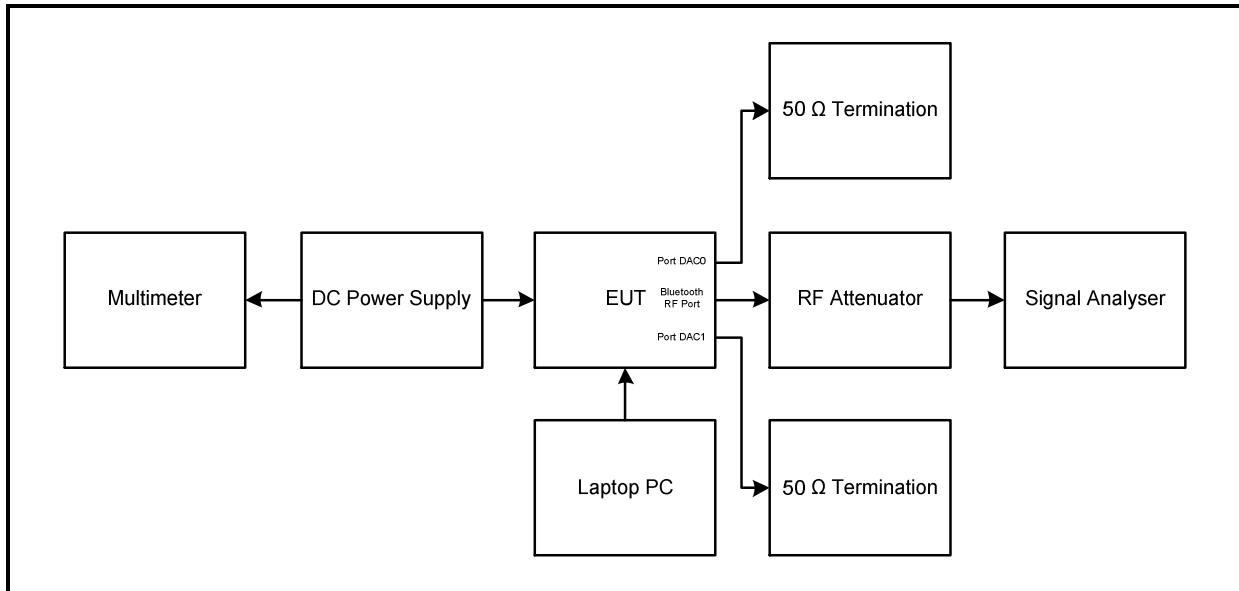 50 Ω Termination
Multimeter
DC Power Supply
EUT
Port DAC0
Bluetooth
RF Port
Port DAC1
RF Attenuator
Signal Analyser
Laptop PC
50 Ω Termination